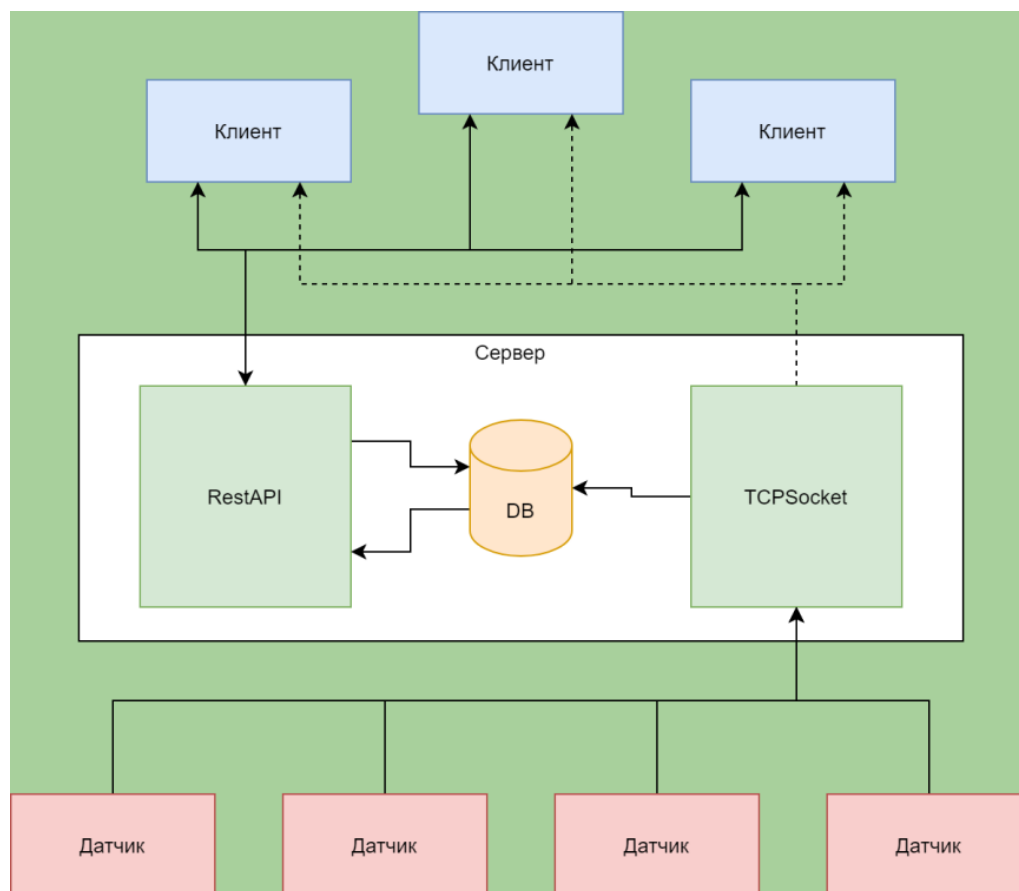 Клиент
Клиент
Клиент
Сервер
RestAPI
DB
TCPSocket
Датчик
Датчик
Датчик
Датчик